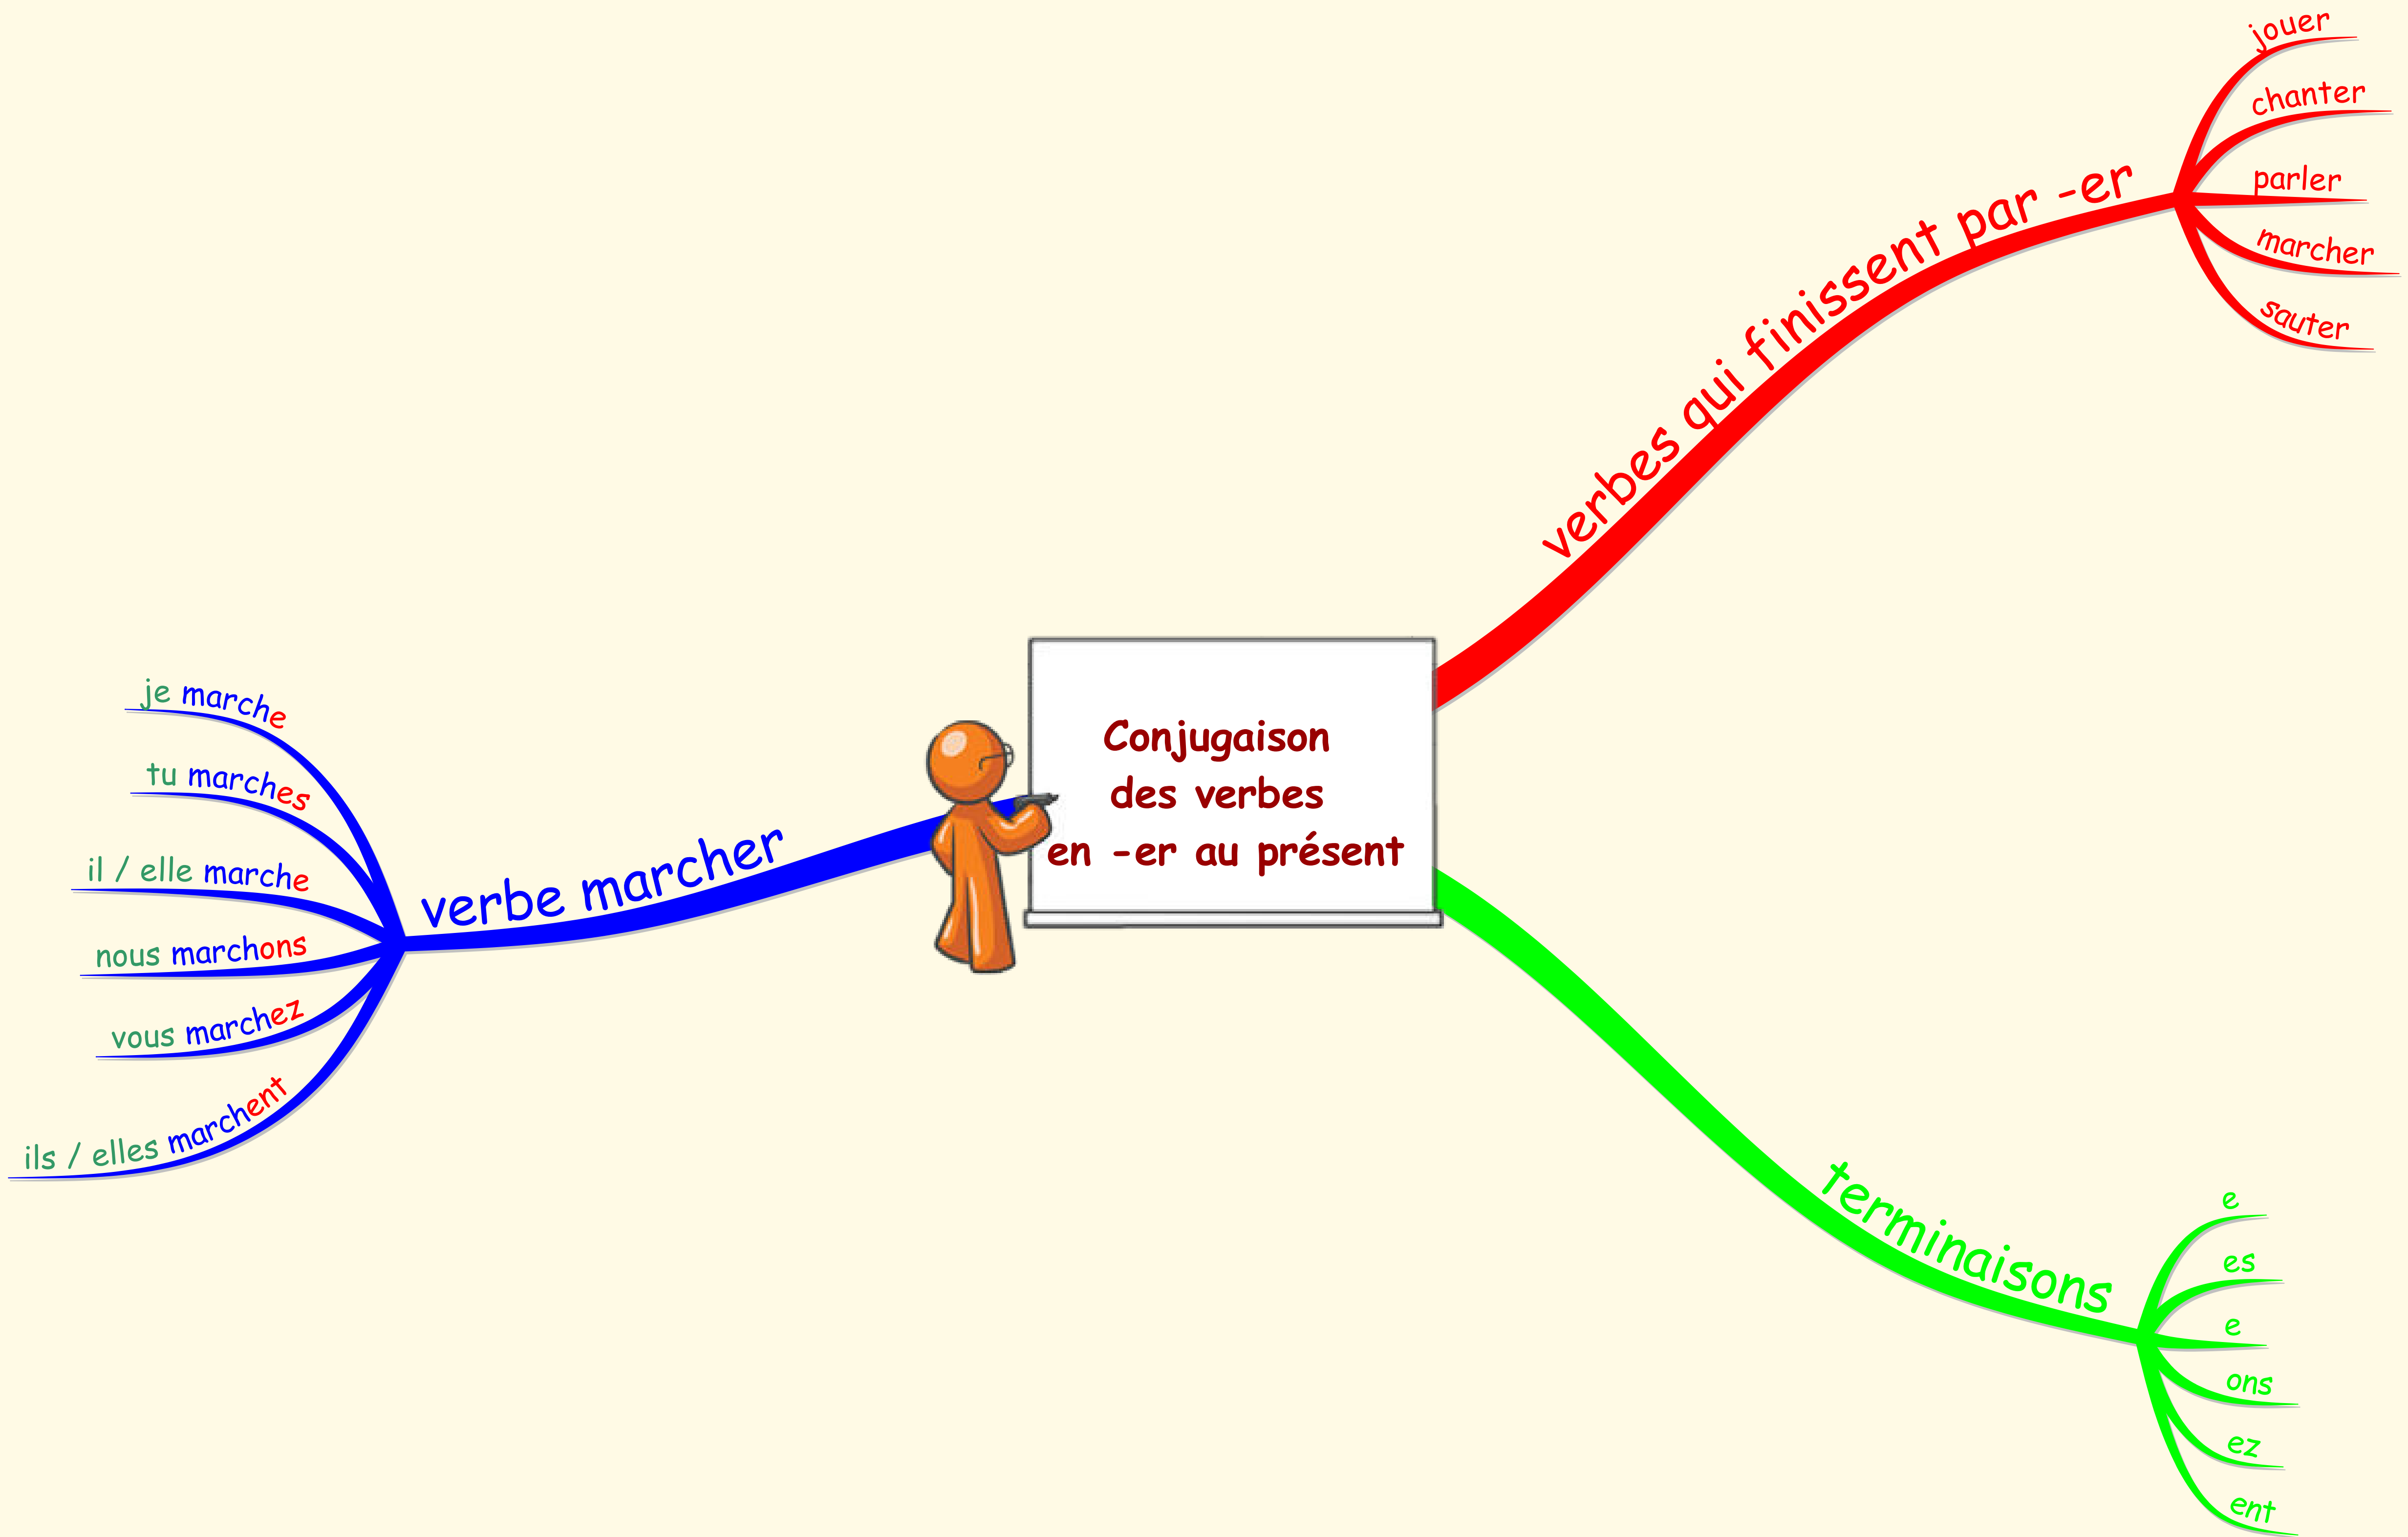 Conjugaison
des verbes
en -er au présent
verbes qui finissent par -er
jouer
chanter
parler
marcher
sauter
terminaisons
e
es
e
ons
ez
ent
verbe marcher
je marche
tu marches
il / elle marche
nous marchons
vous marchez
ils / elles marchent